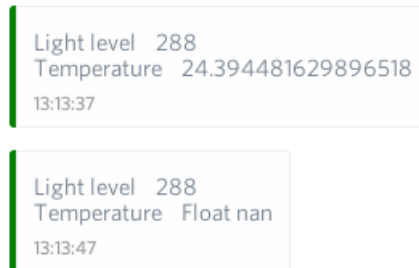 Light level 288
Temperature 24.394481629896518
13:13:37
Light level 288
Temperature Float nan
13:13:47